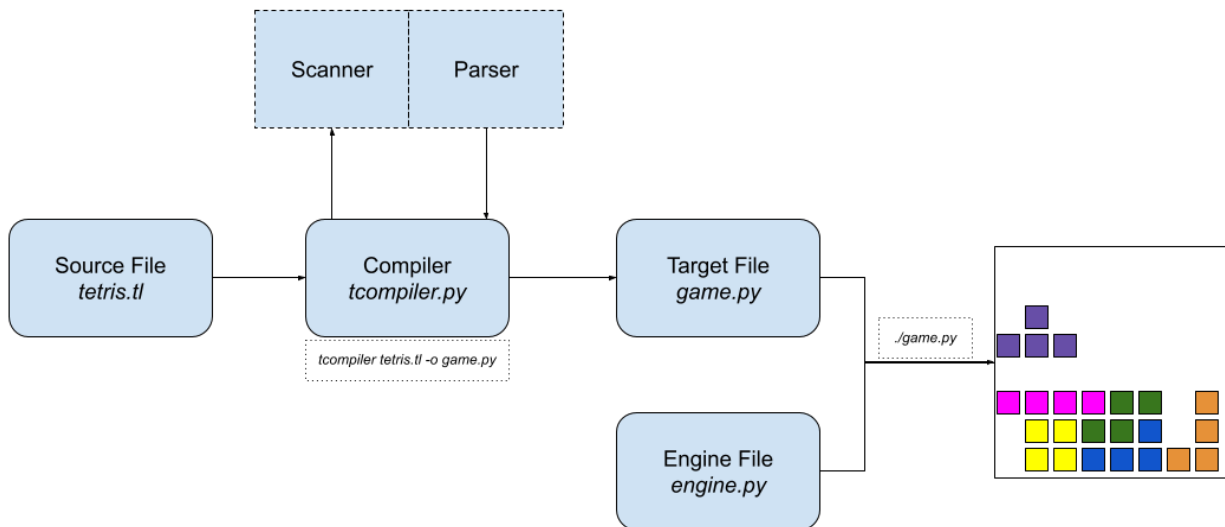 Scanner
Parser
Source File
tetris.tl
Compiler
tcompiler.py
tcompiler tetris.tl -o game.py
Target File
game.py
./game.py
Engine File
engine.py